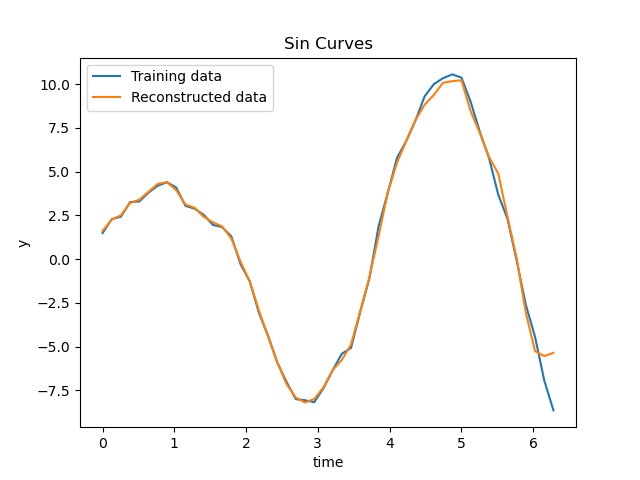 Sin Curves
Training data
Reconstructed data
10.0
7.5
5.0
2.5
0.0
−2.5
−5.0
−7.5
y
0 1 2 3 4 5 6
time